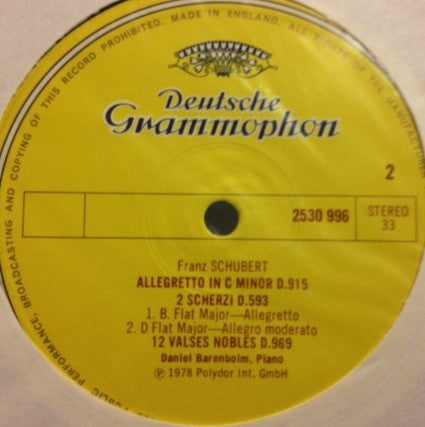 PUBLIC PERFORMANCE, BROADCASTING AND COPYING OF THIS RECORD PROHIBITED. MADE IN ENGLAND. ALL RIGHTS OF THE MANUFACTURER
Deutsche
Grammophon
2
2530 996
STEREO
33
Franz SCHUBERT
ALLEGRETTO IN C MINOR D.915
2 SCHERZI D.593
1. B. Flat Major—Allegretto
2. D Flat Major—Allegro moderato
12 VALSES NOBLES D.969
Daniel Barenboim, Piano
Ⓟ 1978 Polydor Int. GmbH